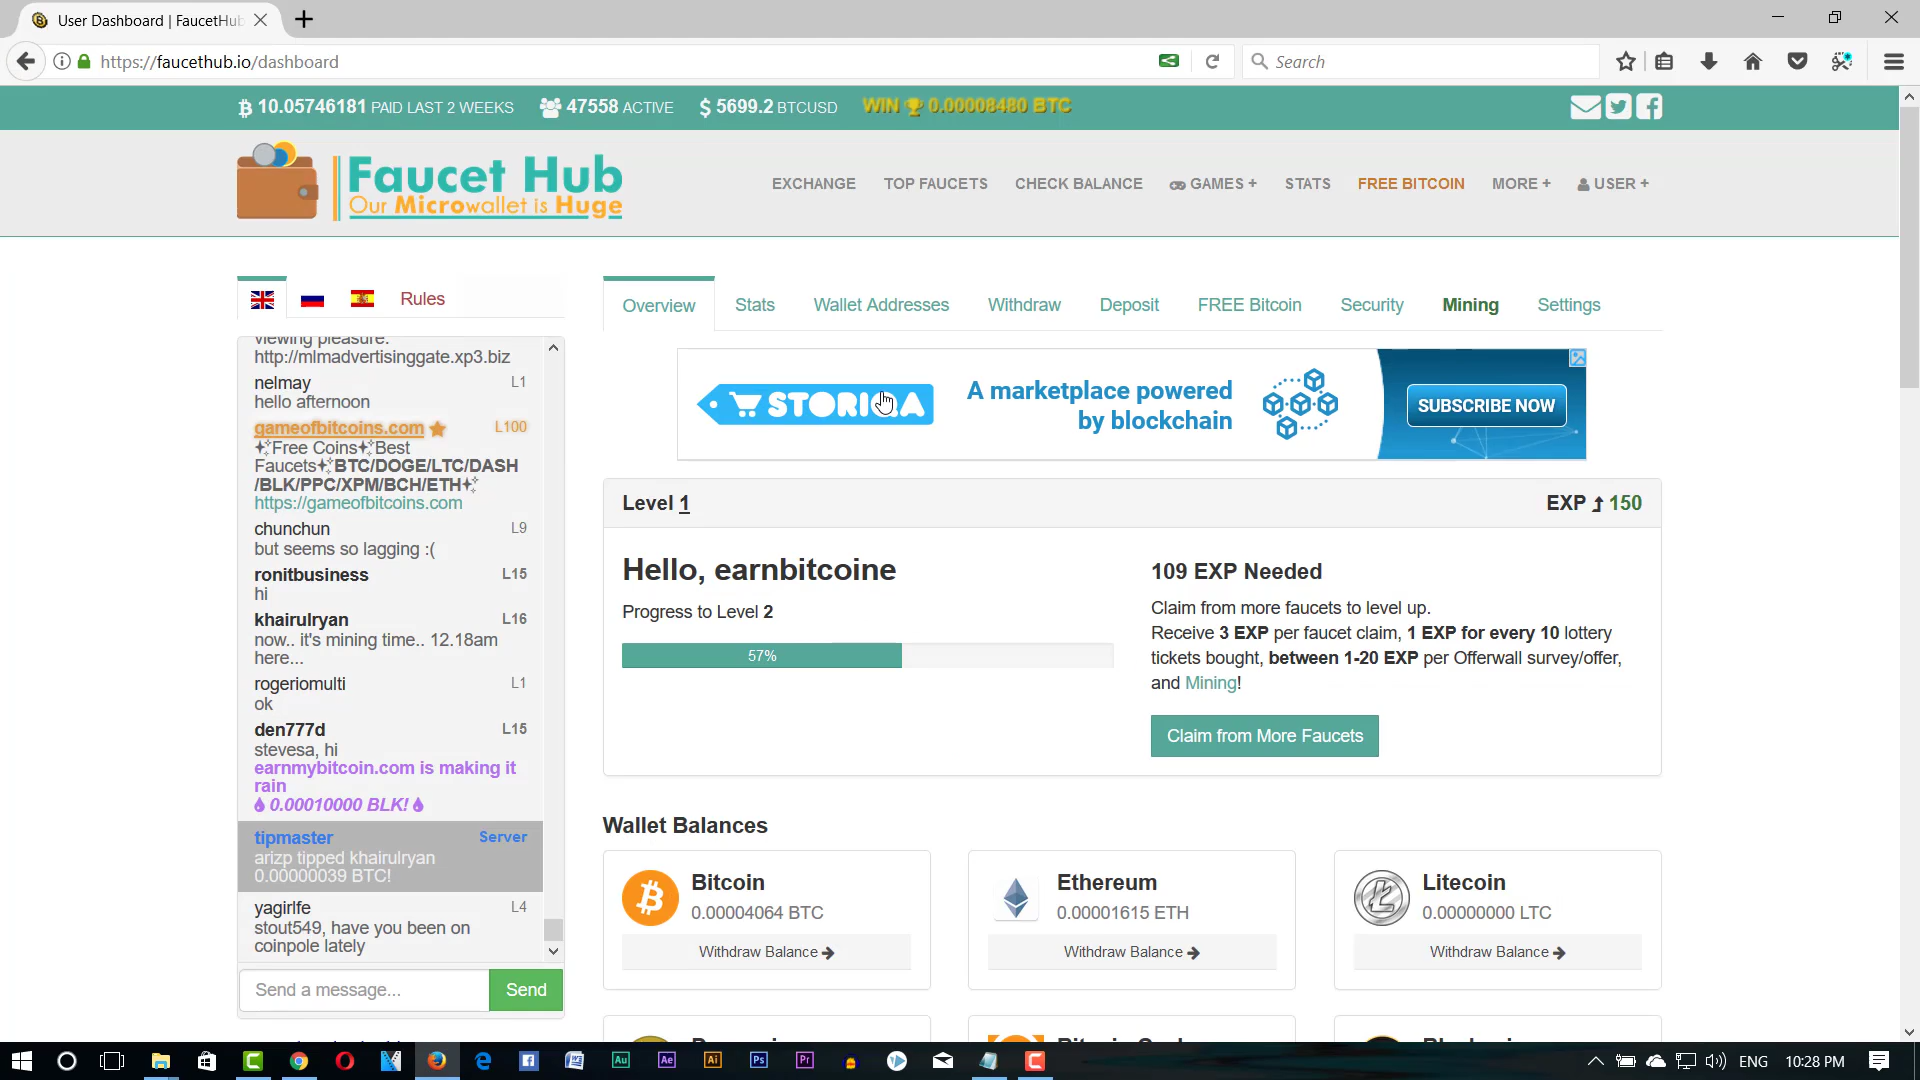 User Dashboard | FaucetHub
https://faucethub.io/dashboard
Search
10.05746181 PAID LAST 2 WEEKS
47558 ACTIVE
$ 5699.2 BTCUSD
WIN 0.00008480 BTC
Faucet Hub
Our Microwallet is Huge
EXCHANGE
TOP FAUCETS
CHECK BALANCE
GAMES +
STATS
FREE BITCOIN
MORE +
USER +
Rules
viewing pleasure.
http://mlmadvertisinggate.xp3.biz
nelmay L1
hello afternoon
gameofbitcoins.com L100
Free Coins Best
Faucets BTC/DOGE/LTC/DASH
/BLK/PPC/XPM/BCH/ETH
https://gameofbitcoins.com
chunchun L9
but seems so lagging :(
ronitbusiness L15
hi
khairulryan L16
now.. it's mining time.. 12.18am
here...
rogeriomulti L1
ok
den777d L15
stevesa, hi
earnmybitcoin.com is making it
rain
0.00010000 BLK!
tipmaster Server
arizp tipped khairulryan
0.00000039 BTC!
yagirlfe L4
stout549, have you been on
coinpole lately
Send a message...
Send
Overview
Stats
Wallet Addresses
Withdraw
Deposit
FREE Bitcoin
Security
Mining
Settings
STORIQA
A marketplace powered
by blockchain
SUBSCRIBE NOW
Level 1
EXP 150
Hello, earnbitcoine
Progress to Level 2
57%
109 EXP Needed
Claim from more faucets to level up.
Receive 3 EXP per faucet claim, 1 EXP for every 10 lottery
tickets bought, between 1-20 EXP per Offerwall survey/offer,
and Mining!
Claim from More Faucets
Wallet Balances
Bitcoin
0.00004064 BTC
Withdraw Balance
Ethereum
0.00001615 ETH
Withdraw Balance
Litecoin
0.00000000 LTC
Withdraw Balance
Au
Ae
Ai
Ps
Pr
ENG
10:28 PM